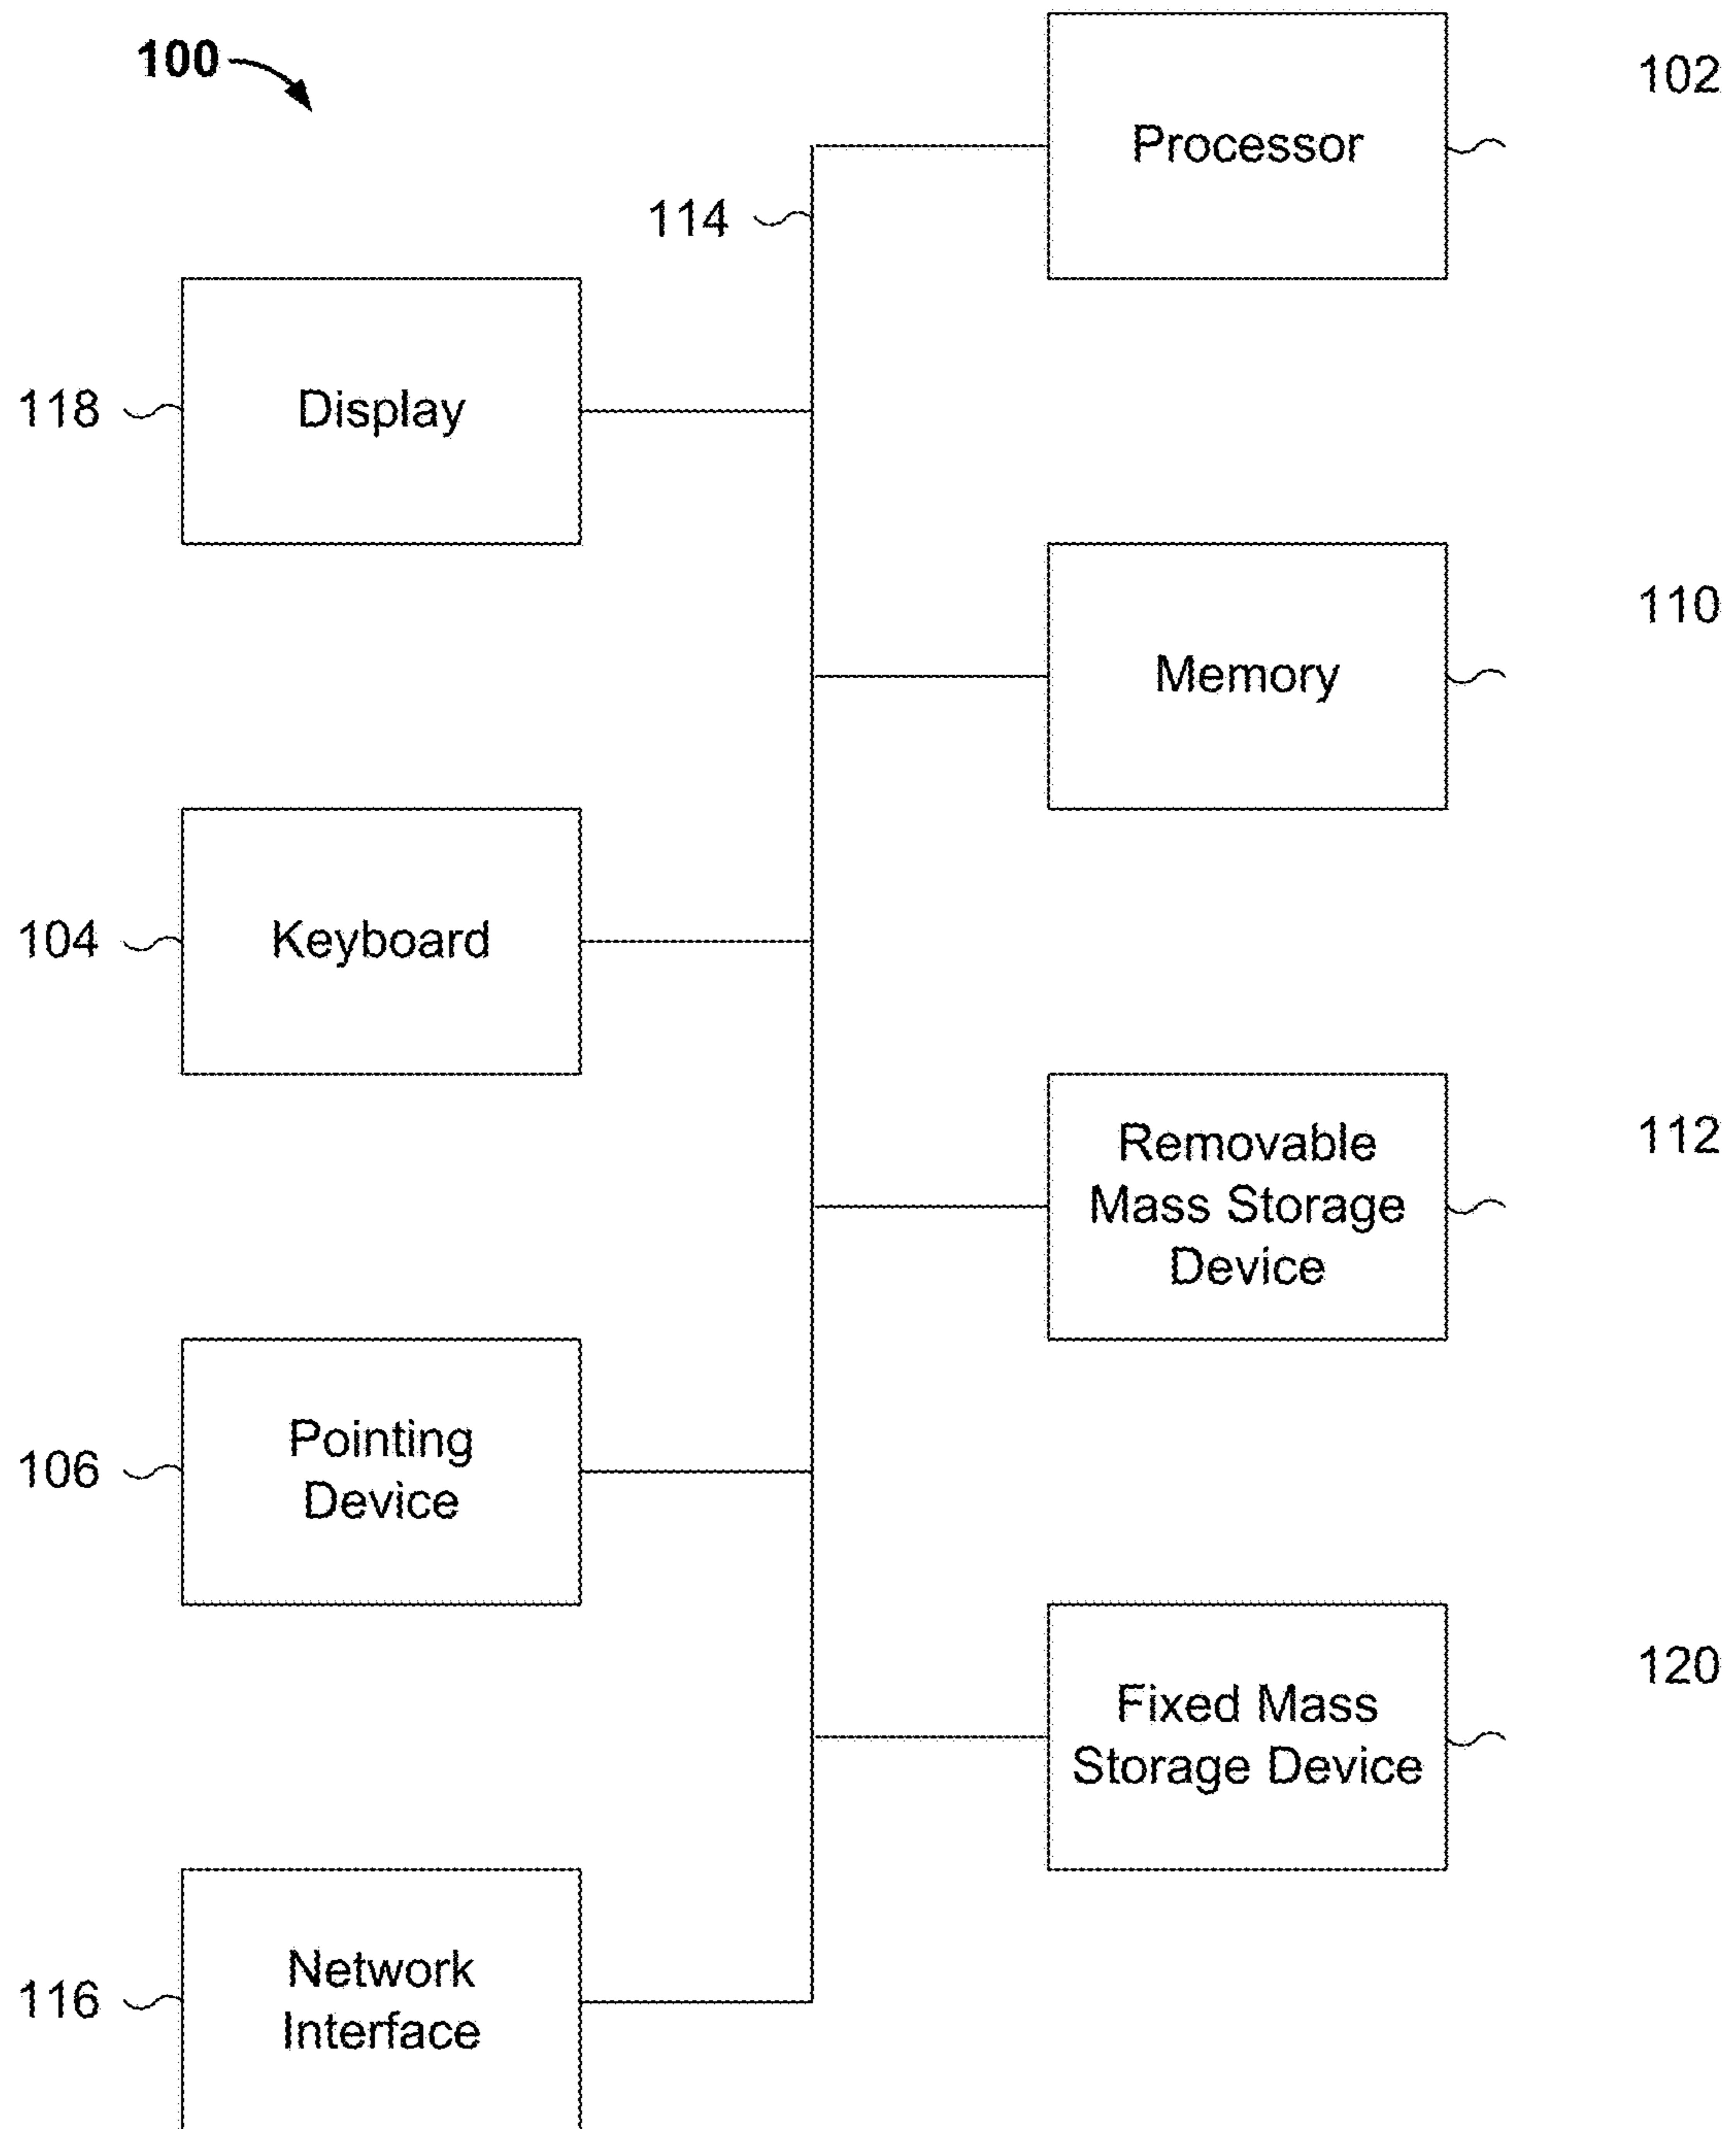 100
102
Processor
114
118
Display
110
Memory
104
Keyboard
112
Removable
Mass Storage
Device
106
Pointing
Device
120
Fixed Mass
Storage Device
116
Network
Interface